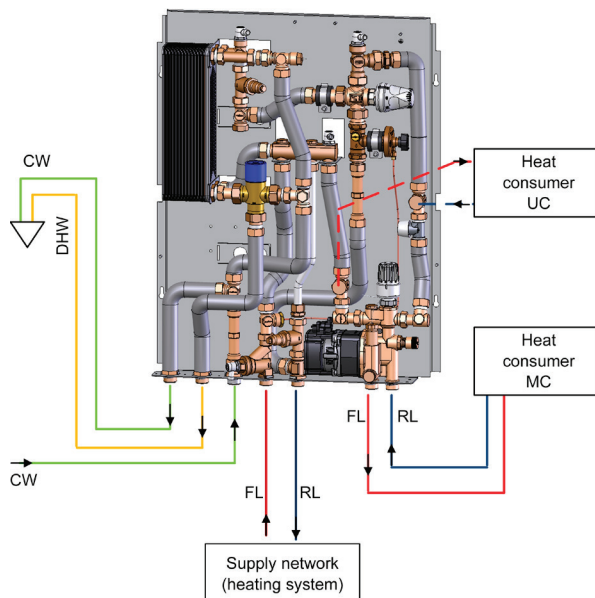 CW
DHW
Heat
consumer
UC
Heat
consumer
MC
FL
RL
CW
FL
RL
Supply network
(heating system)